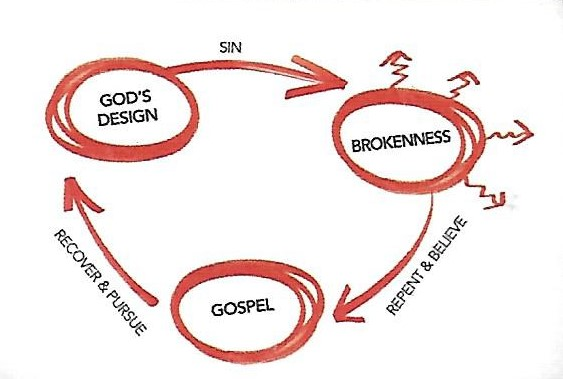 SIN
GOD'S
DESIGN
BROKENNESS
REPENT & BELIEVE
GOSPEL
RECOVER & PURSUE